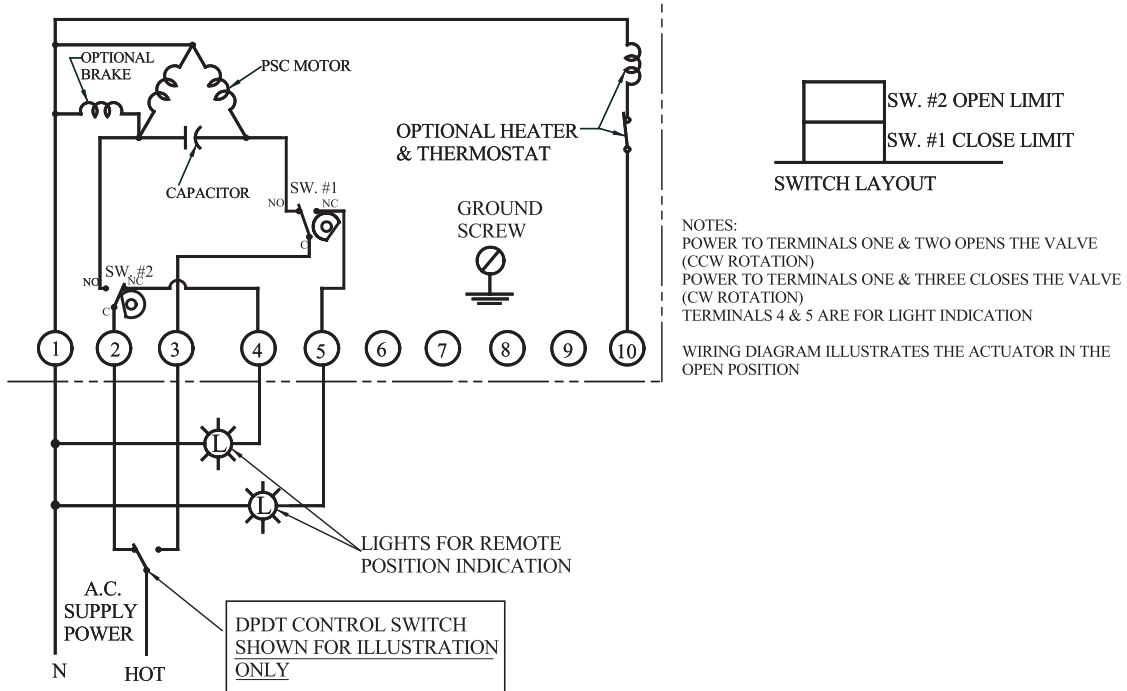 OPTIONAL
BRAKE
PSC MOTOR
CAPACITOR
OPTIONAL HEATER
& THERMOSTAT
SW. #1
NO
NC
C
GROUND
SCREW
SW. #2
NO
NC
C
1
2
3
4
5
6
7
8
9
10
L
L
LIGHTS FOR REMOTE
POSITION INDICATION
A.C.
SUPPLY
POWER
N
HOT
DPDT CONTROL SWITCH
SHOWN FOR ILLUSTRATION
ONLY
SW. #2 OPEN LIMIT
SW. #1 CLOSE LIMIT
SWITCH LAYOUT
NOTES:
POWER TO TERMINALS ONE & TWO OPENS THE VALVE
(CCW ROTATION)
POWER TO TERMINALS ONE & THREE CLOSES THE VALVE
(CW ROTATION)
TERMINALS 4 & 5 ARE FOR LIGHT INDICATION
WIRING DIAGRAM ILLUSTRATES THE ACTUATOR IN THE
OPEN POSITION